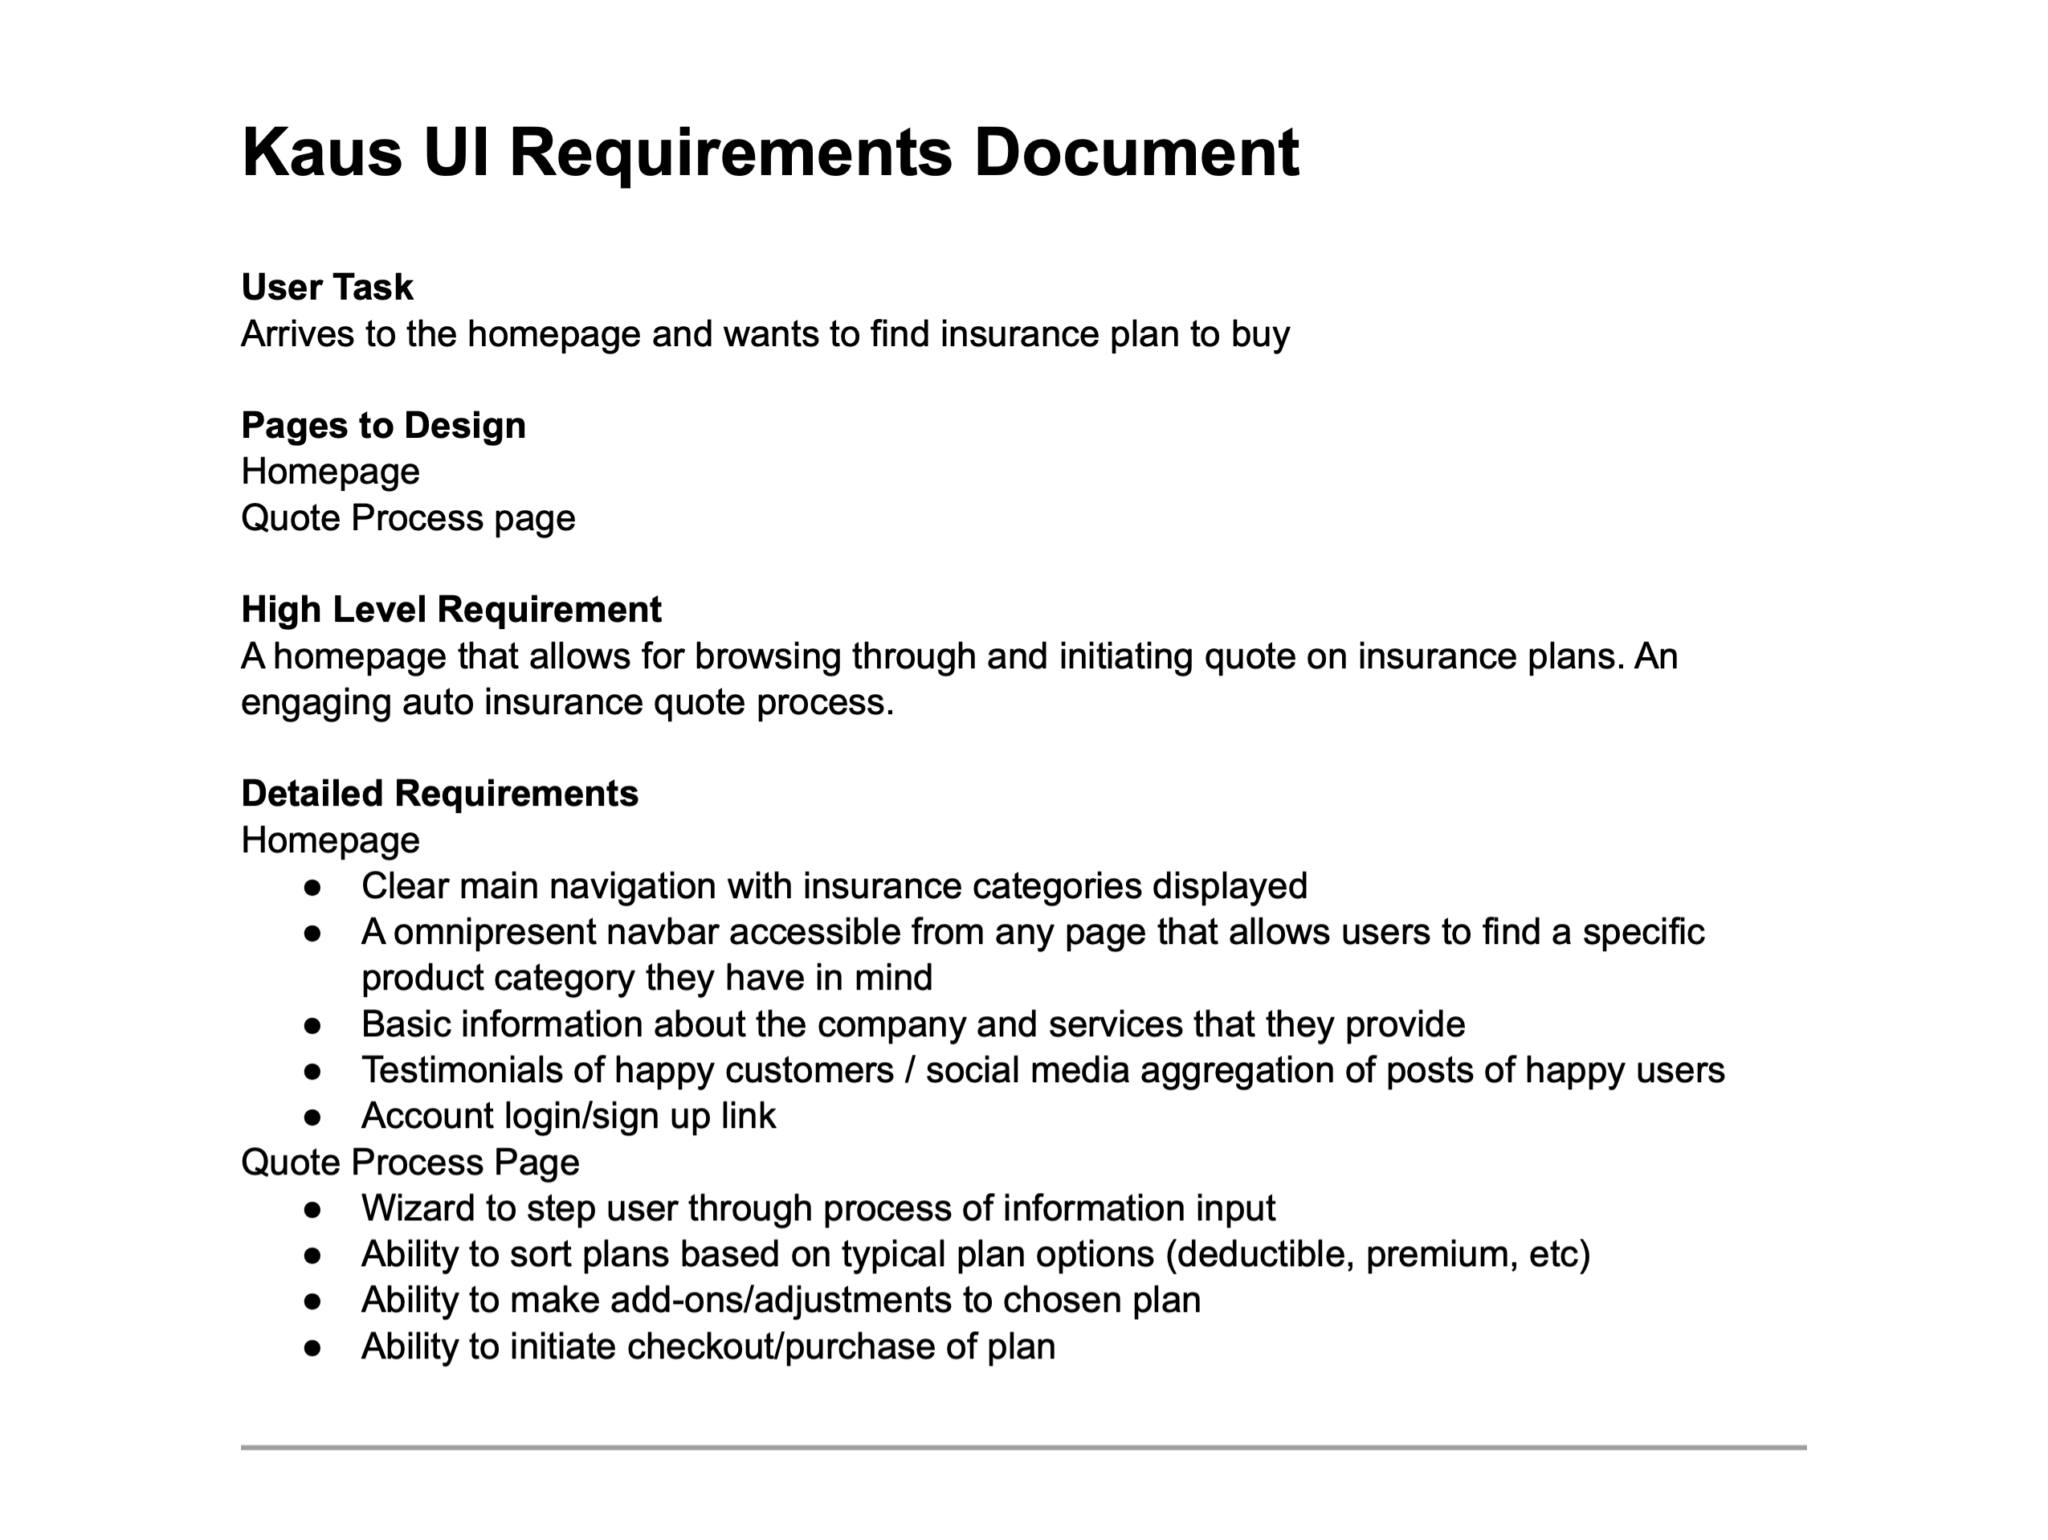 Kaus UI Requirements Document
User Task
Arrives to the homepage and wants to find insurance plan to buy
Pages to Design
Homepage
Quote Process page
High Level Requirement
A homepage that allows for browsing through and initiating quote on insurance plans. An
engaging auto insurance quote process.
Detailed Requirements
Homepage
● Clear main navigation with insurance categories displayed
● A omnipresent navbar accessible from any page that allows users to find a specific
product category they have in mind
● Basic information about the company and services that they provide
● Testimonials of happy customers / social media aggregation of posts of happy users
● Account login/sign up link
Quote Process Page
● Wizard to step user through process of information input
● Ability to sort plans based on typical plan options (deductible, premium, etc)
● Ability to make add-ons/adjustments to chosen plan
● Ability to initiate checkout/purchase of plan